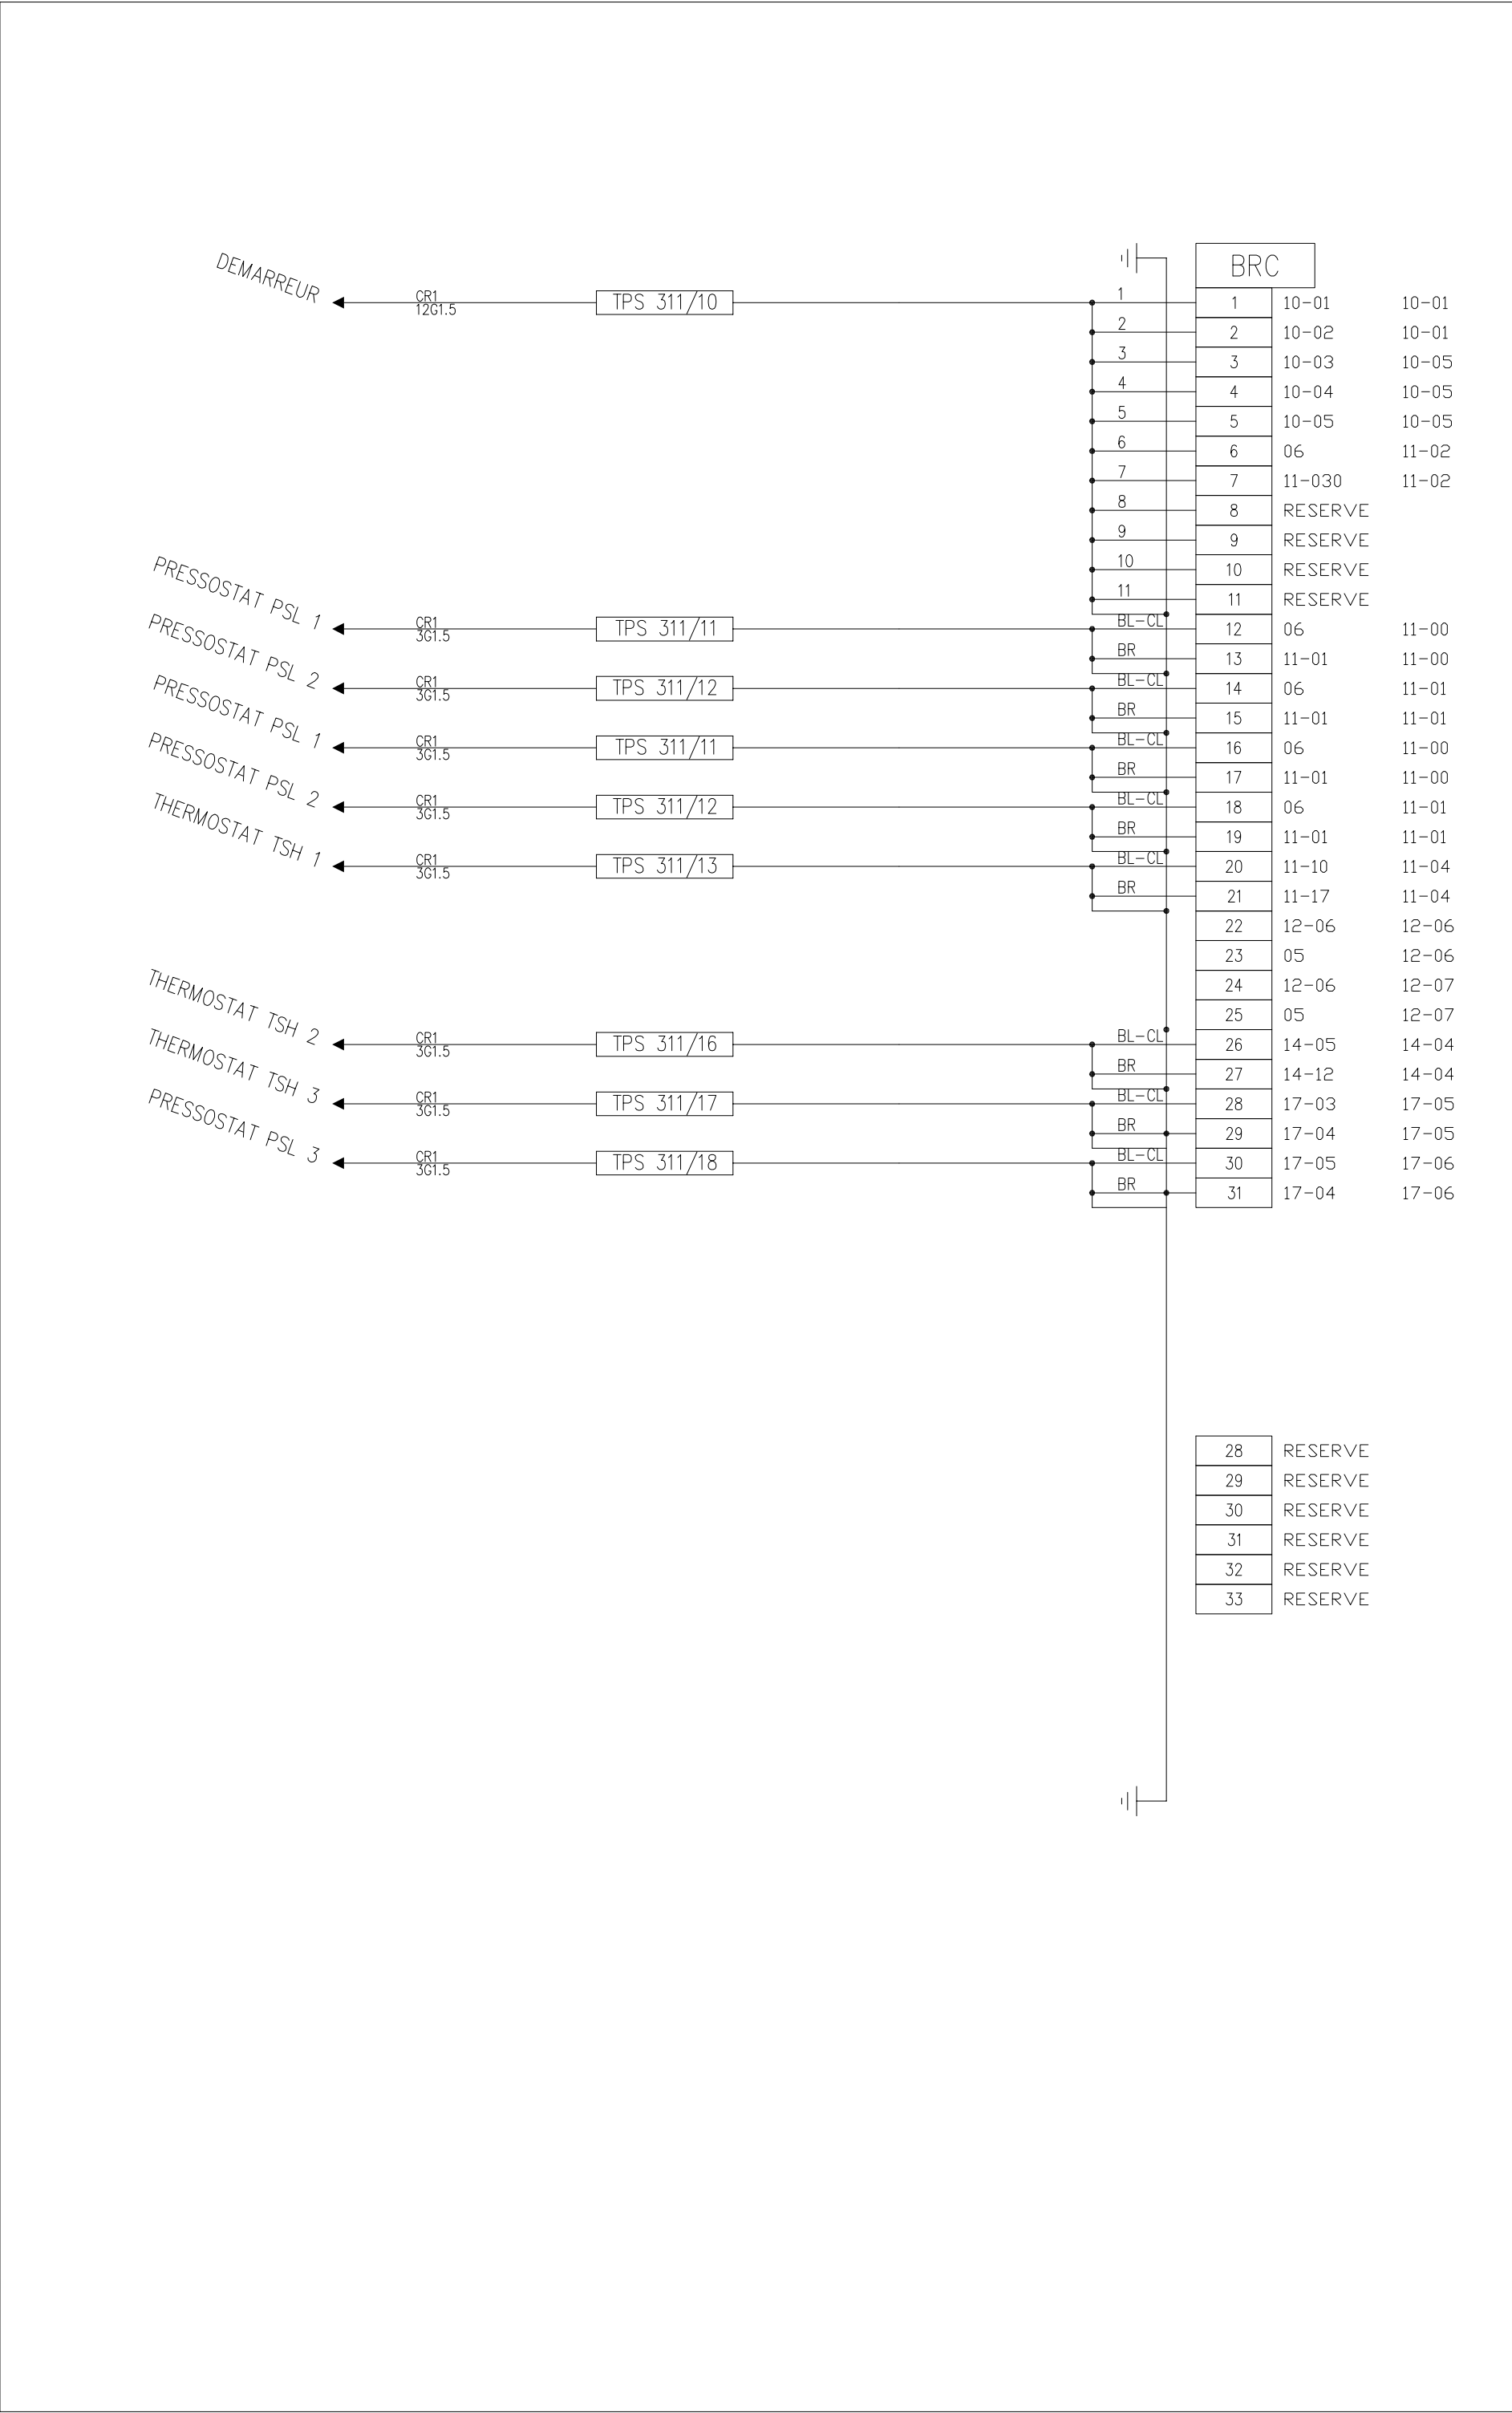 BRC
DEMARREUR CR1 TPS 311/10 1 1 10-01 10-01
12G1.5
2 2 10-02 10-01
3 3 10-03 10-05
4 4 10-04 10-05
5 5 10-05 10-05
6 6 06 11-02
7 7 11-030 11-02
8 8 RESERVE
9 9 RESERVE
10 10 RESERVE
11 11 RESERVE
PRESSOSTAT PSL 1 CR1 TPS 311/11 BL-CL 12 06 11-00
3G1.5
BR 13 11-01 11-00
PRESSOSTAT PSL 2 CR1 TPS 311/12 BL-CL 14 06 11-01
3G1.5
BR 15 11-01 11-01
PRESSOSTAT PSL 1 CR1 TPS 311/11 BL-CL 16 06 11-00
3G1.5
BR 17 11-01 11-00
PRESSOSTAT PSL 2 CR1 TPS 311/12 BL-CL 18 06 11-01
3G1.5
BR 19 11-01 11-01
THERMOSTAT TSH 1 CR1 TPS 311/13 BL-CL 20 11-10 11-04
3G1.5
BR 21 11-17 11-04
22 12-06 12-06
23 05 12-06
24 12-06 12-07
25 05 12-07
THERMOSTAT TSH 2 CR1 TPS 311/16 BL-CL 26 14-05 14-04
3G1.5
BR 27 14-12 14-04
THERMOSTAT TSH 3 CR1 TPS 311/17 BL-CL 28 17-03 17-05
3G1.5
BR 29 17-04 17-05
PRESSOSTAT PSL 3 CR1 TPS 311/18 BL-CL 30 17-05 17-06
3G1.5
BR 31 17-04 17-06
28 RESERVE
29 RESERVE
30 RESERVE
31 RESERVE
32 RESERVE
33 RESERVE